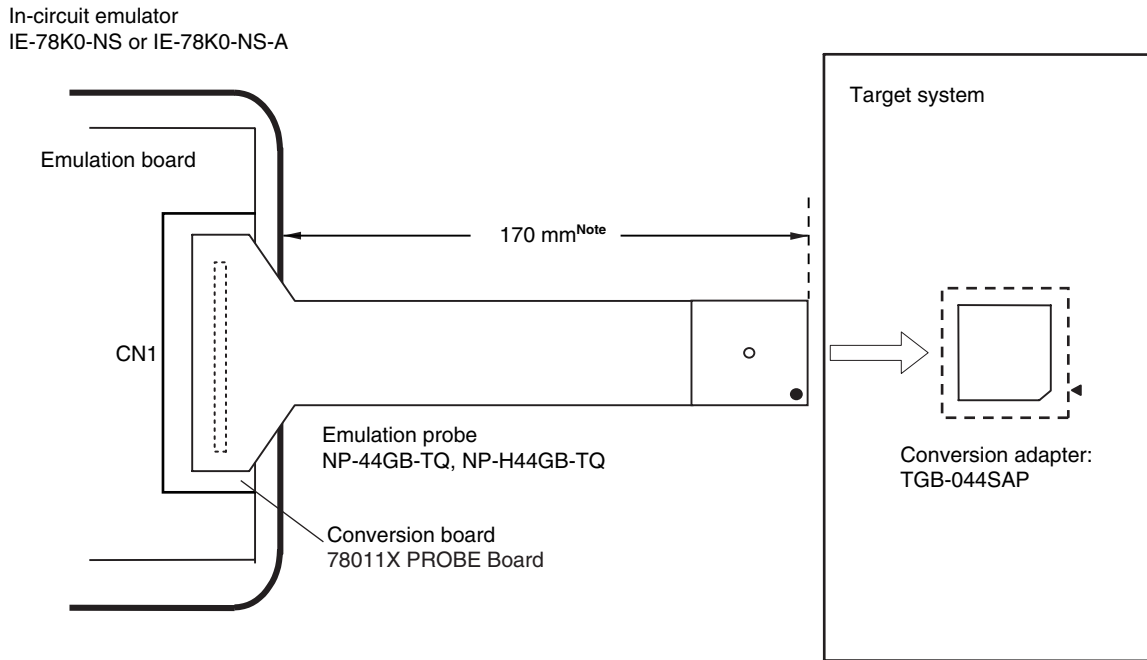 In-circuit emulator
IE-78K0-NS or IE-78K0-NS-A
Target system
Emulation board
170 mmNote
CN1
Emulation probe
NP-44GB-TQ, NP-H44GB-TQ
Conversion adapter:
TGB-044SAP
Conversion board
78011X PROBE Board